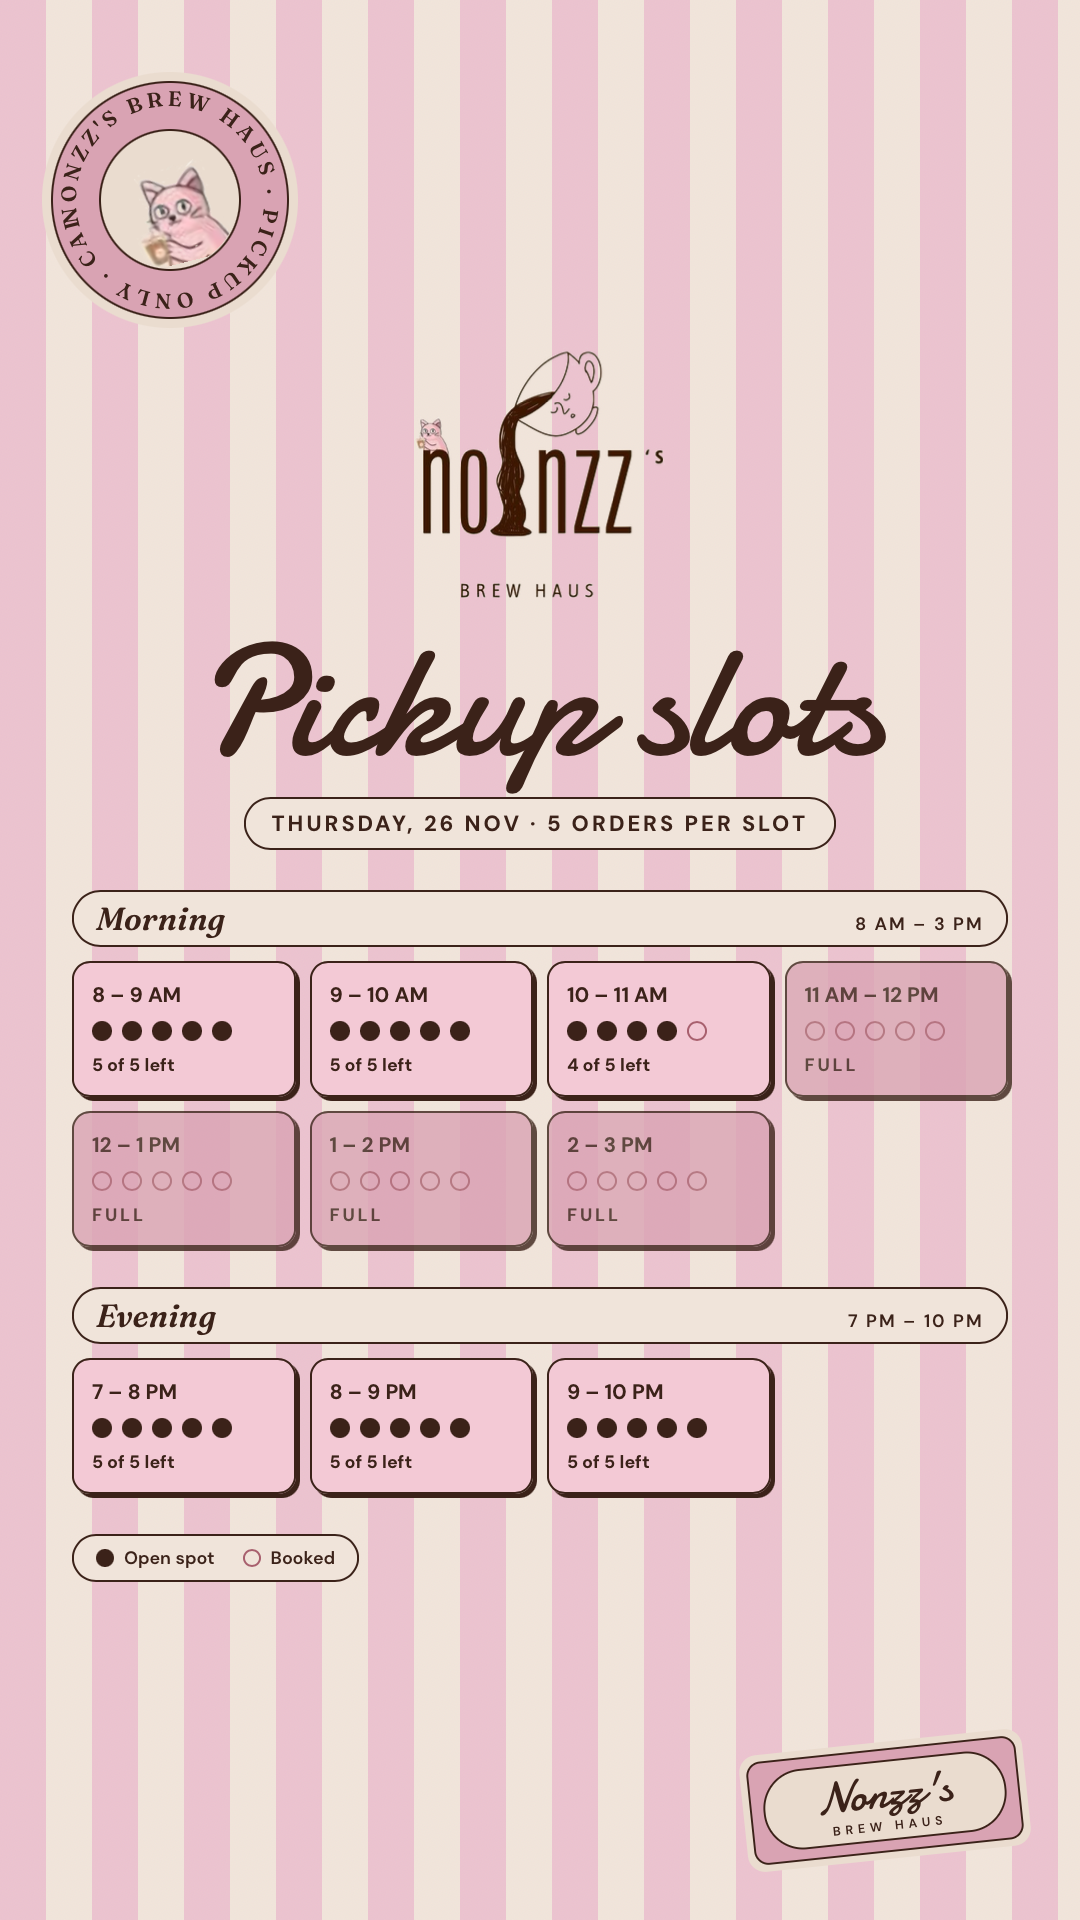 CANONZZ'S BREW HAUS · PICKUP ONLY ·
nonzz's
BREW HAUS
Pickup slots
THURSDAY, 26 NOV · 5 ORDERS PER SLOT
Morning 8 AM – 3 PM
8 – 9 AM 9 – 10 AM 10 – 11 AM 11 AM – 12 PM
5 of 5 left 5 of 5 left 4 of 5 left FULL
12 – 1 PM 1 – 2 PM 2 – 3 PM
FULL FULL FULL
Evening 7 PM – 10 PM
7 – 8 PM 8 – 9 PM 9 – 10 PM
5 of 5 left 5 of 5 left 5 of 5 left
Open spot Booked
Nonzz's
BREW HAUS